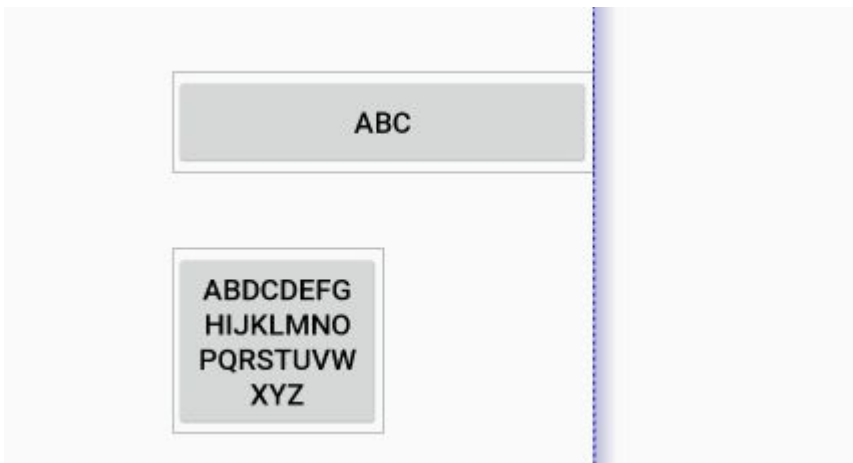 ABC
ABDCDEFG
HIJKLMNO
PQRSTUVW
XYZ